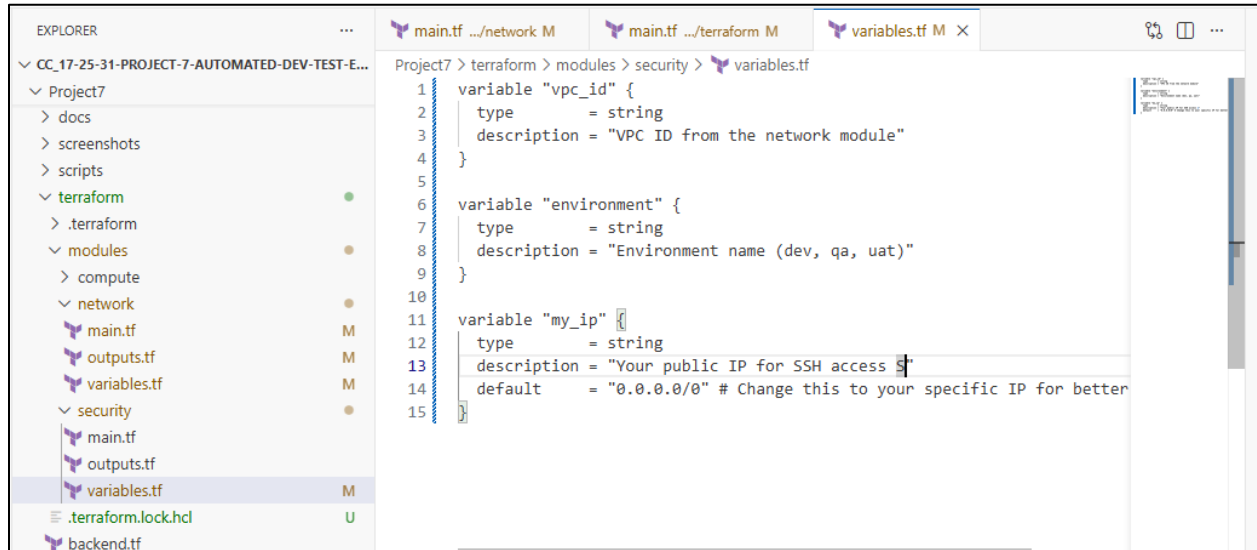 EXPLORER
...
CC_17-25-31-PROJECT-7-AUTOMATED-DEV-TEST-E...
Project7
docs
screenshots
scripts
terraform
.terraform
modules
compute
network
main.tf M
outputs.tf M
variables.tf M
security
main.tf
outputs.tf
variables.tf M
.terraform.lock.hcl U
backend.tf
main.tf .../network M
main.tf .../terraform M
variables.tf M ×
...
Project7 > terraform > modules > security > variables.tf
1 variable "vpc_id" {
2 type = string
3 description = "VPC ID from the network module"
4 }
5
6 variable "environment" {
7 type = string
8 description = "Environment name (dev, qa, uat)"
9 }
10
11 variable "my_ip" {
12 type = string
13 description = "Your public IP for SSH access S"
14 default = "0.0.0.0/0" # Change this to your specific IP for better
15 }